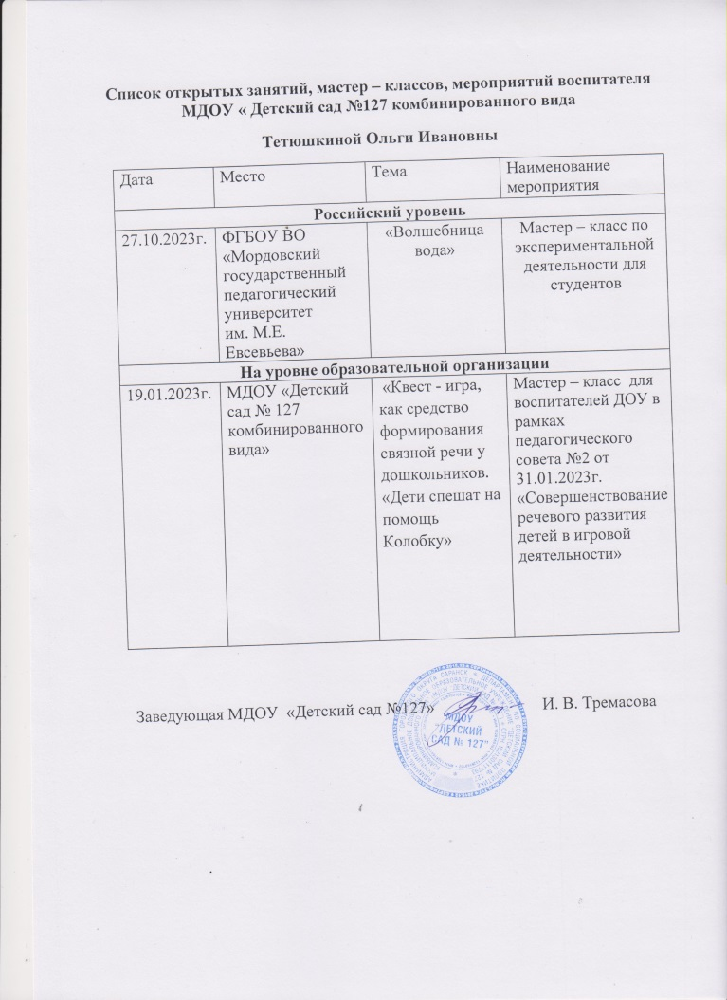 Список открытых занятий, мастер – классов, мероприятий воспитателя
МДОУ « Детский сад №127 комбинированного вида
Тетюшкиной Ольги Ивановны
Дата
Место
Тема
Наименование
мероприятия
Российский уровень
27.10.2023г.
ФГБОУ ВО
«Мордовский
государственный
педагогический
университет
им. М.Е.
Евсевьева»
«Волшебница
вода»
Мастер – класс по
экспериментальной
деятельности для
студентов
На уровне образовательной организации
19.01.2023г.
МДОУ «Детский
сад № 127
комбинированного
вида»
«Квест - игра,
как средство
формирования
связной речи у
дошкольников.
«Дети спешат на
помощь
Колобку»
Мастер – класс для
воспитателей ДОУ в
рамках
педагогического
совета №2 от
31.01.2023г.
«Совершенствование
речевого развития
детей в игровой
деятельности»
Заведующая МДОУ «Детский сад №127»
И. В. Тремасова
МДОУ
"ДЕТСКИЙ
САД № 127"